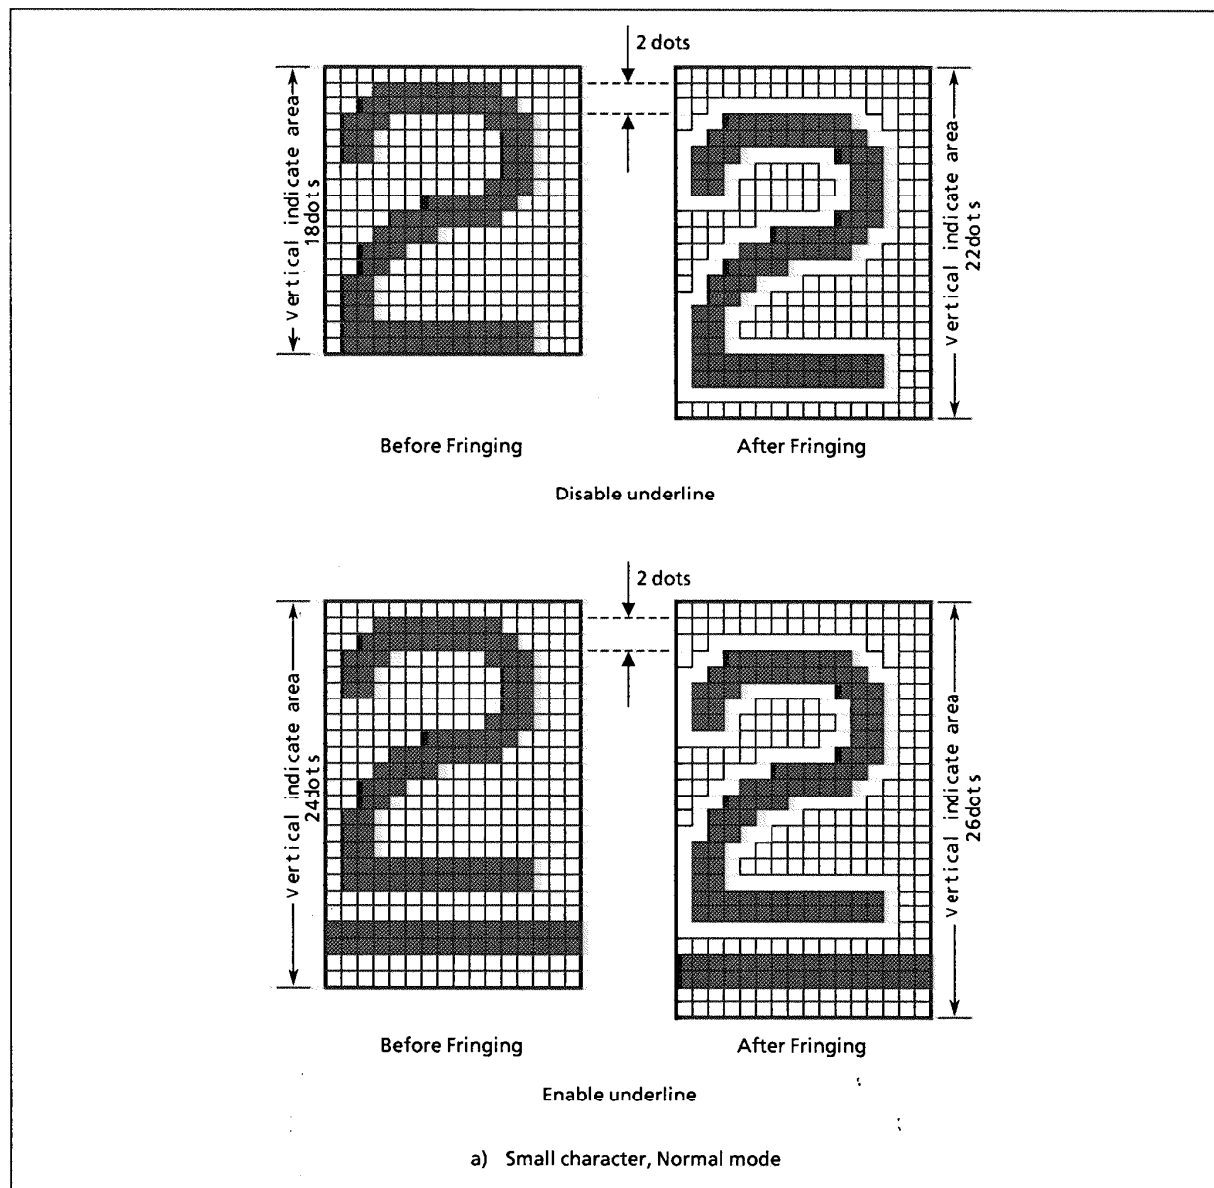 2 dots
Vertical indicate area
18dots
Vertical indicate area
22dots
Before Fringing
After Fringing
Disable underline
2 dots
Vertical indicate area
24dots
Vertical indicate area
26dots
Before Fringing
After Fringing
Enable underline
a) Small character, Normal mode